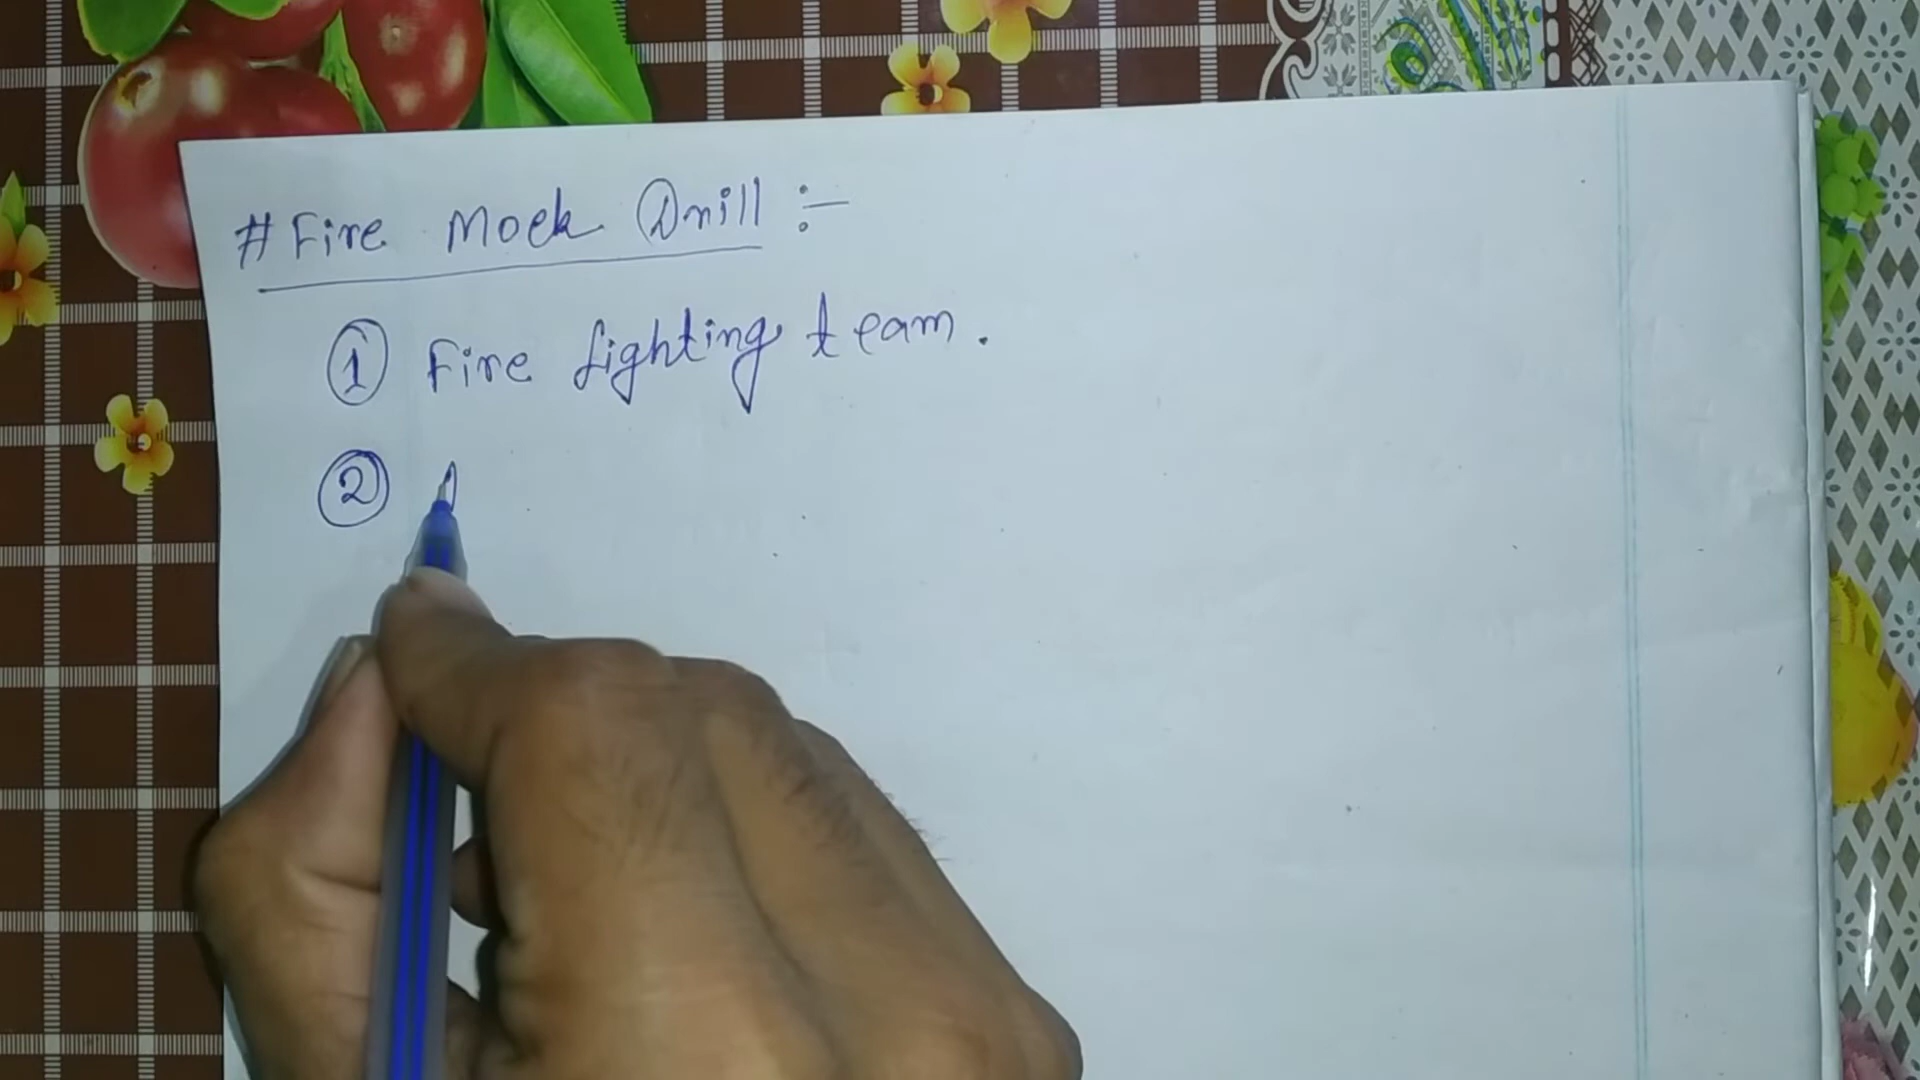 # Fire Mock Drill :-
① Fire fighting team.
②